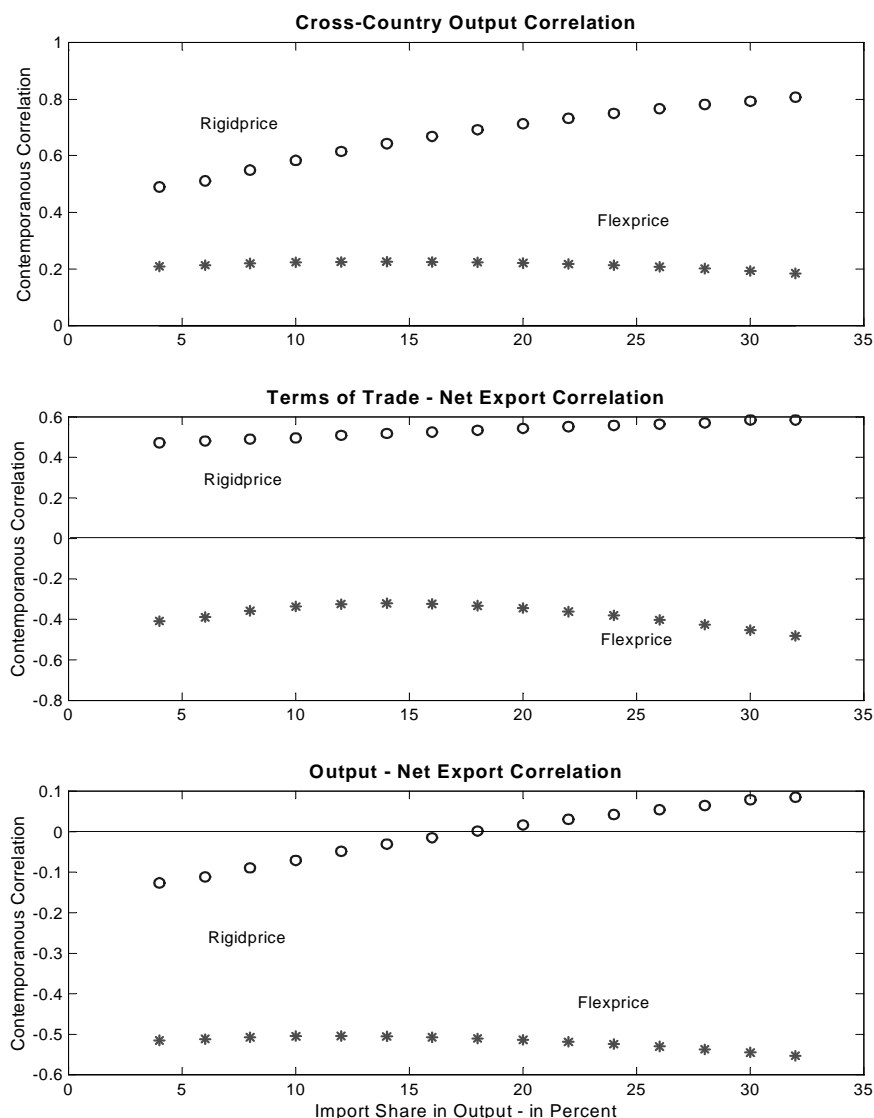 Cross-Country Output Correlation
Contemporanous Correlation
1
0.8
0.6
0.4
0.2
0
Rigidprice
Flexprice
0 5 10 15 20 25 30 35
Terms of Trade - Net Export Correlation
Contemporanous Correlation
0.6
0.4
0.2
0
-0.2
-0.4
-0.6
-0.8
Rigidprice
Flexprice
0 5 10 15 20 25 30 35
Output - Net Export Correlation
Contemporanous Correlation
0.1
0
-0.1
-0.2
-0.3
-0.4
-0.5
-0.6
Rigidprice
Flexprice
0 5 10 15 20 25 30 35
Import Share in Output - in Percent